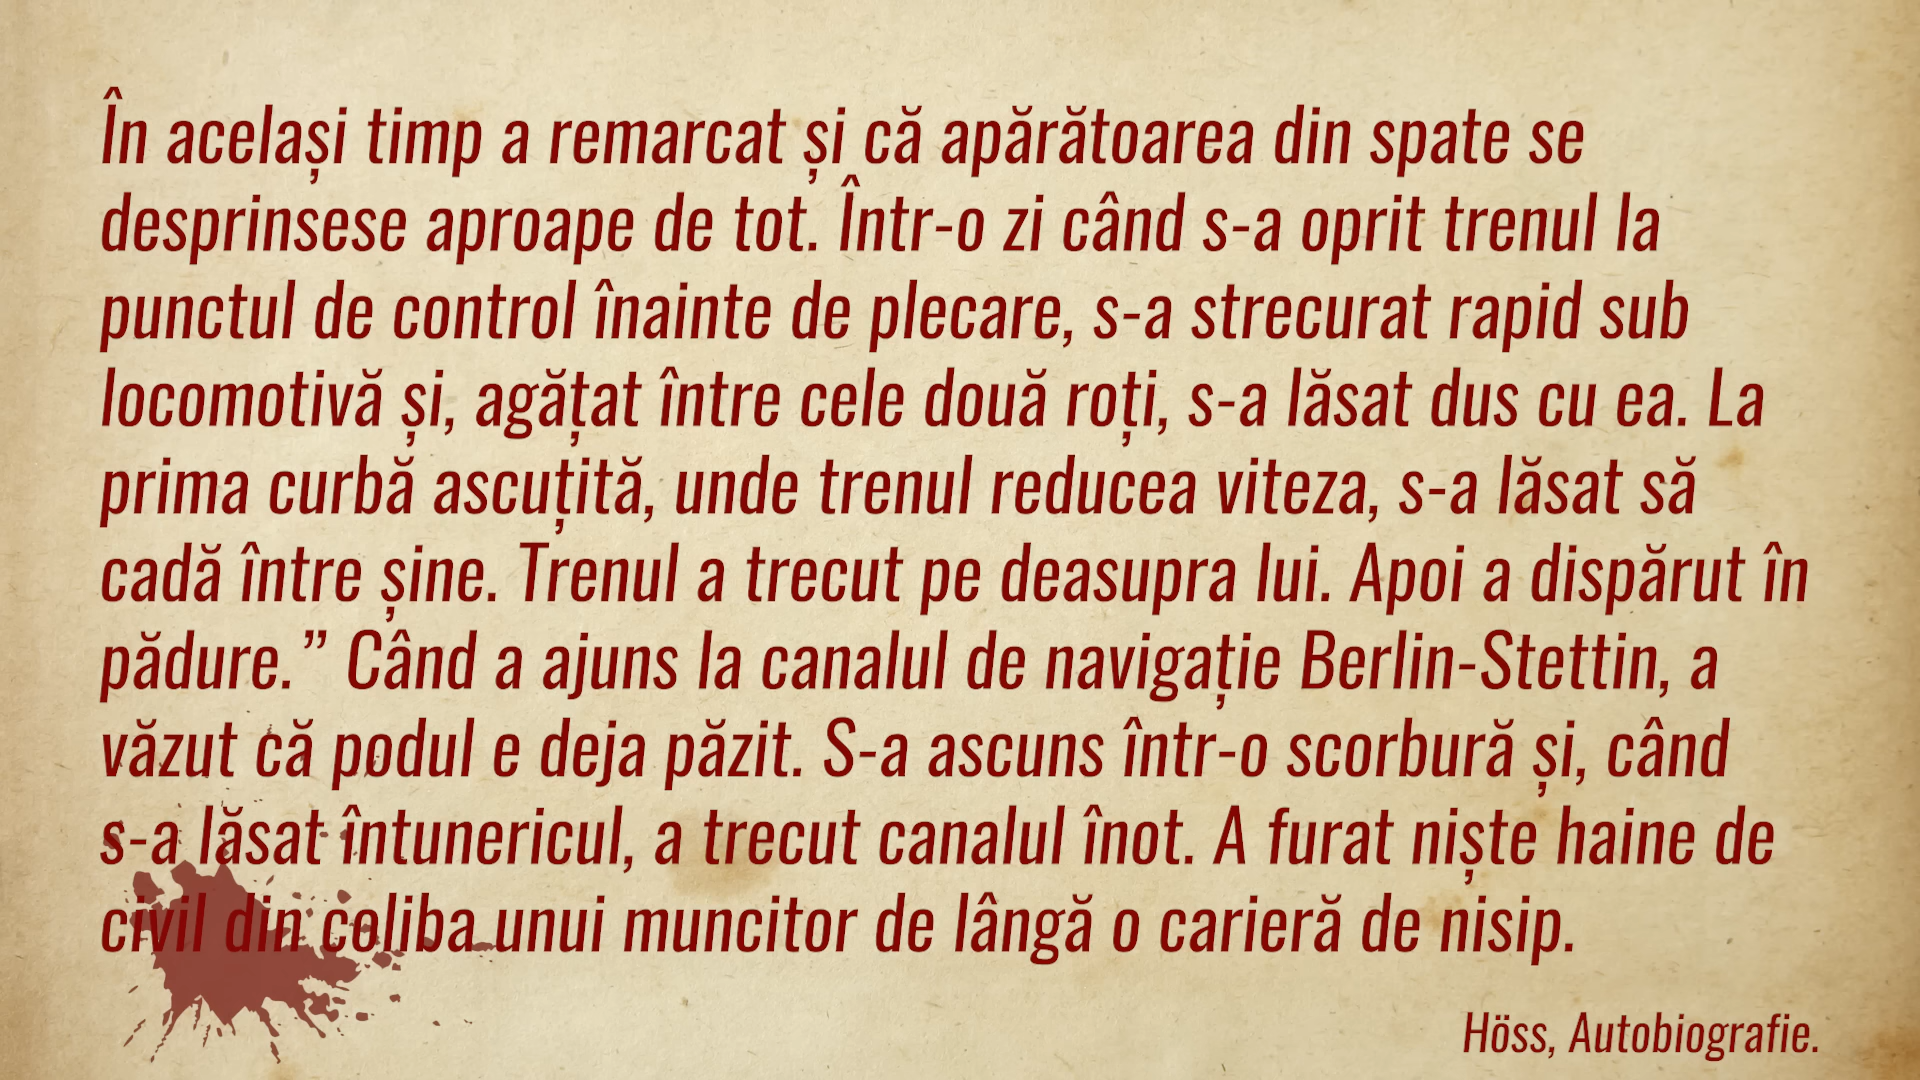 În același timp a remarcat și că apărătoarea din spate se
desprinsese aproape de tot. Într-o zi când s-a oprit trenul la
punctul de control înainte de plecare, s-a strecurat rapid sub
locomotivă și, agățat între cele două roți, s-a lăsat dus cu ea. La
prima curbă ascuțită, unde trenul reducea viteza, s-a lăsat să
cadă între șine. Trenul a trecut pe deasupra lui. Apoi a dispărut în
pădure.” Când a ajuns la canalul de navigație Berlin-Stettin, a
văzut că podul e deja păzit. S-a ascuns într-o scorbură și, când
s-a lăsat întunericul, a trecut canalul înot. A furat niște haine de
civil din coliba unui muncitor de lângă o carieră de nisip.
Höss, Autobiografie.